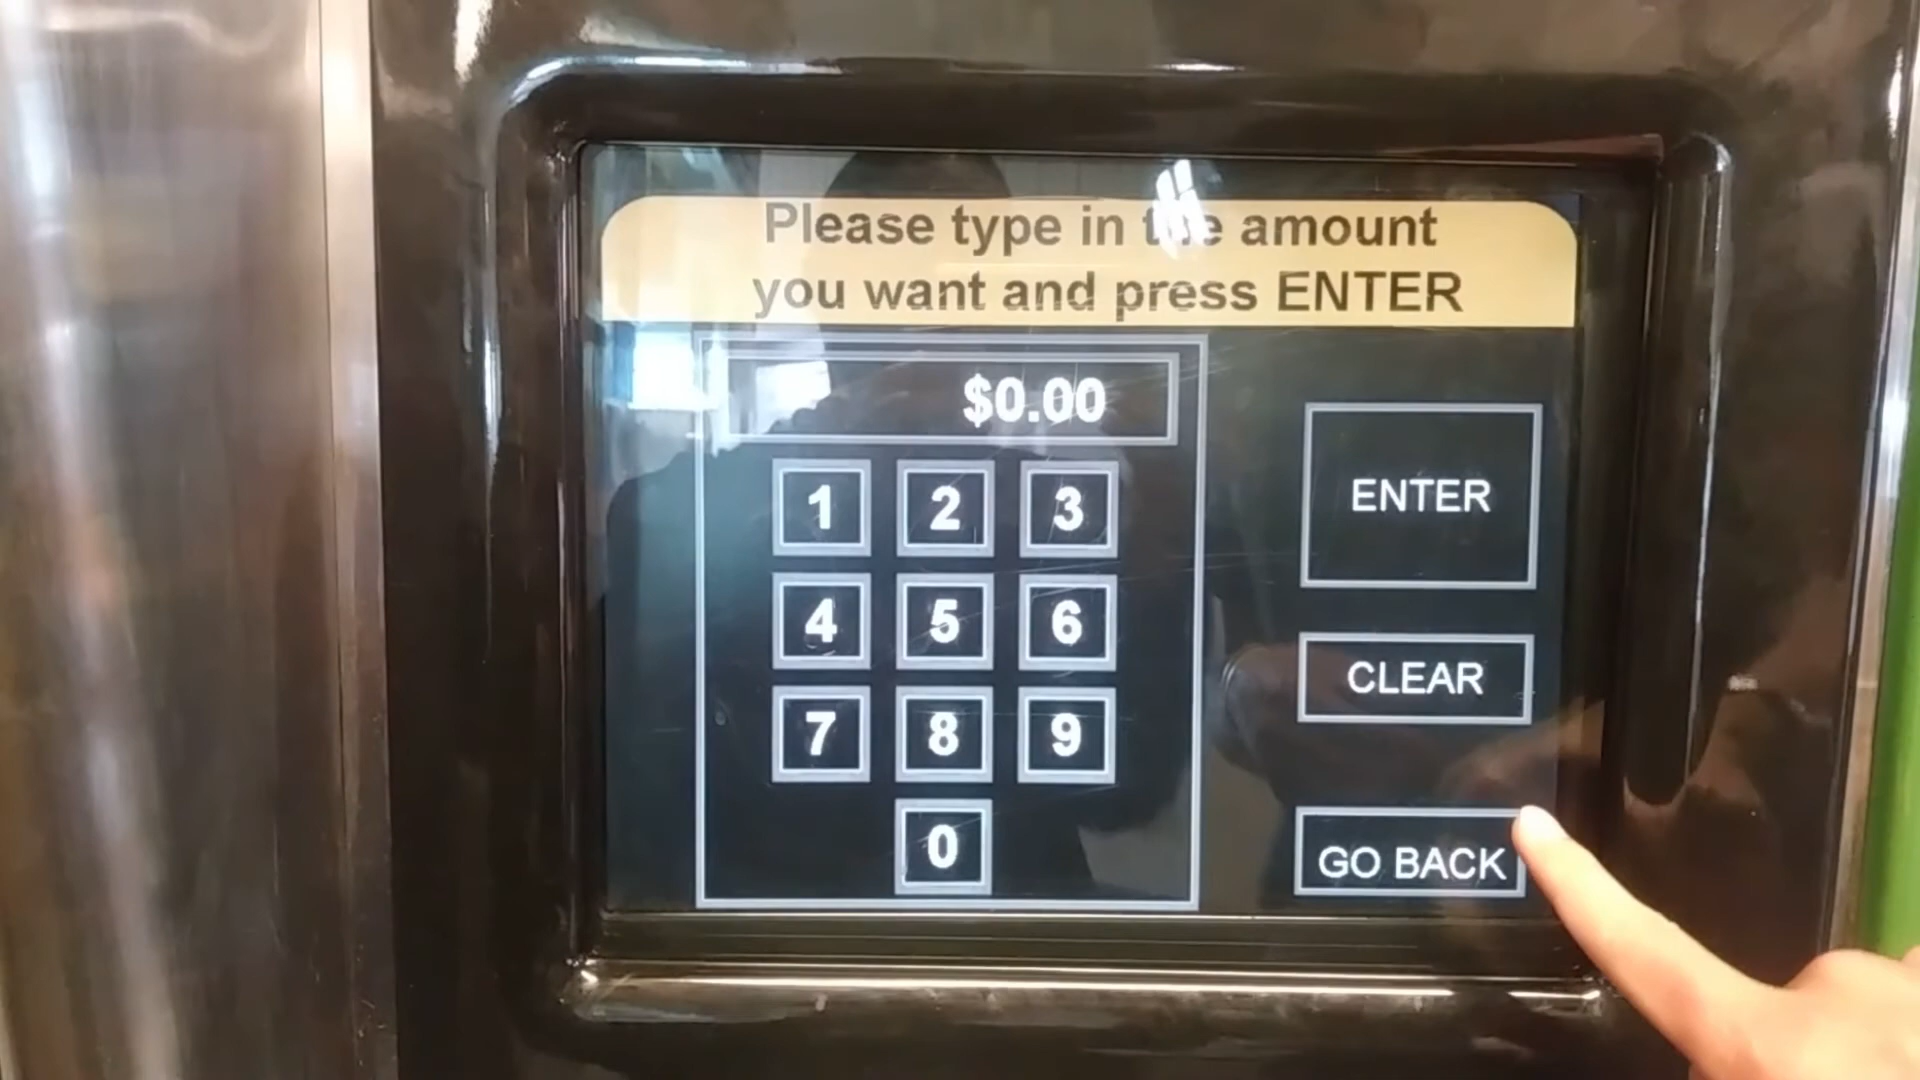 Please type in the amount
you want and press ENTER
$0.00
1 2 3
ENTER
4 5 6
CLEAR
7 8 9
0
GO BACK